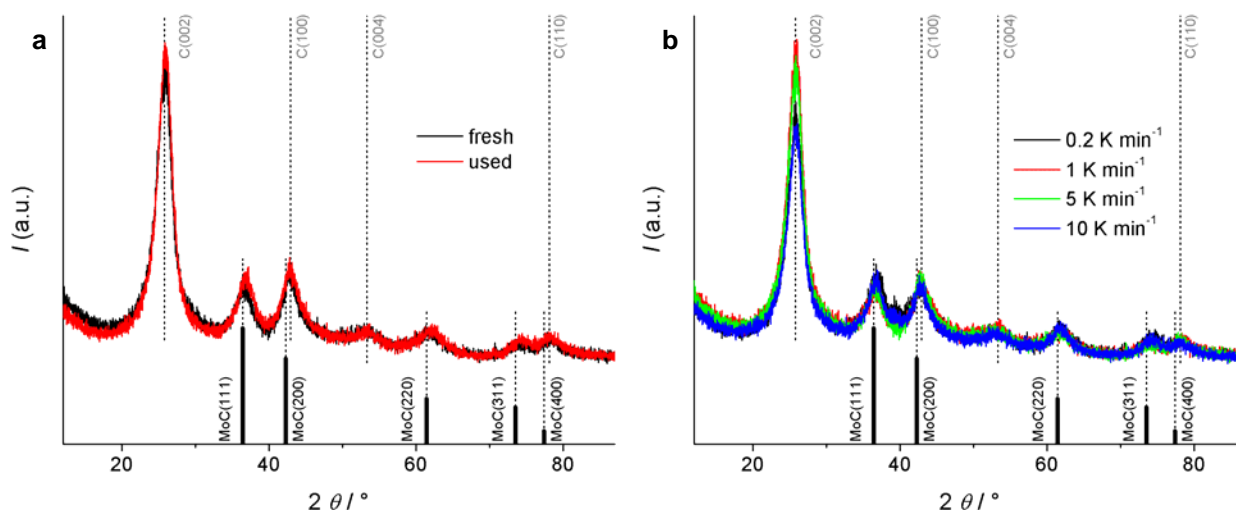 a
C(002)
C(100)
C(004)
C(110)
fresh
used
I (a.u.)
MoC(111)
MoC(200)
MoC(220)
MoC(311)
MoC(400)
20
40
60
80
2 θ / °
b
C(002)
C(100)
C(004)
C(110)
0.2 K min⁻¹
1 K min⁻¹
5 K min⁻¹
10 K min⁻¹
I (a.u.)
MoC(111)
MoC(200)
MoC(220)
MoC(311)
MoC(400)
20
40
60
80
2 θ / °